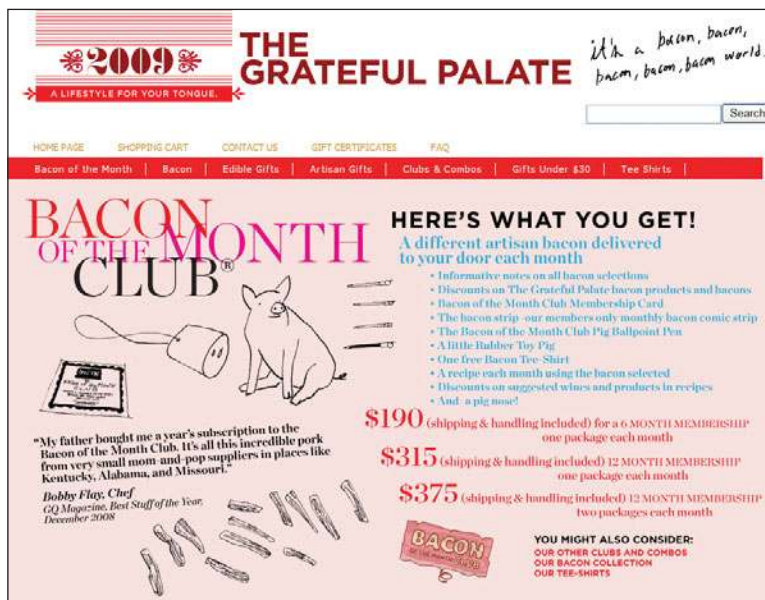 2009
A LIFESTYLE FOR YOUR TONGUE.
THE
GRATEFUL PALATE
it's a bacon, bacon,
bacon, bacon, bacon world.
Search
HOME PAGE SHOPPING CART CONTACT US GIFT CERTIFICATES FAQ
Bacon of the Month | Bacon | Edible Gifts | Artisan Gifts | Clubs & Combos | Gifts Under $30 | Tee Shirts |
BACON
OF THE MONTH
CLUB®
HERE'S WHAT YOU GET!
A different artisan bacon delivered
to your door each month
• Informative notes on all bacon selections
• Discounts on The Grateful Palate bacon products and bacons
• Bacon of the Month Club Membership Card
• The bacon strip -our members only monthly bacon comic strip
• The Bacon of the Month Club Pig Ballpoint Pen
• A little Rubber Toy Pig
• One free Bacon Tee-Shirt
• A recipe each month using the bacon selected
• Discounts on suggested wines and products in recipes
• And a pig nose!
$190 (shipping & handling included) for a 6 MONTH MEMBERSHIP
one package each month
$315 (shipping & handling included) 12 MONTH MEMBERSHIP
one package each month
$375 (shipping & handling included) 12 MONTH MEMBERSHIP
two packages each month
"My father bought me a year's subscription to the
Bacon of the Month Club. It's all this incredible pork
from very small mom-and-pop suppliers in places like
Kentucky, Alabama, and Missouri."
Bobby Flay, Chef
GQ Magazine, Best Stuff of the Year,
December 2008
BACON
OF THE MONTH CLUB
YOU MIGHT ALSO CONSIDER:
OUR OTHER CLUBS AND COMBOS
OUR BACON COLLECTION
OUR TEE-SHIRTS